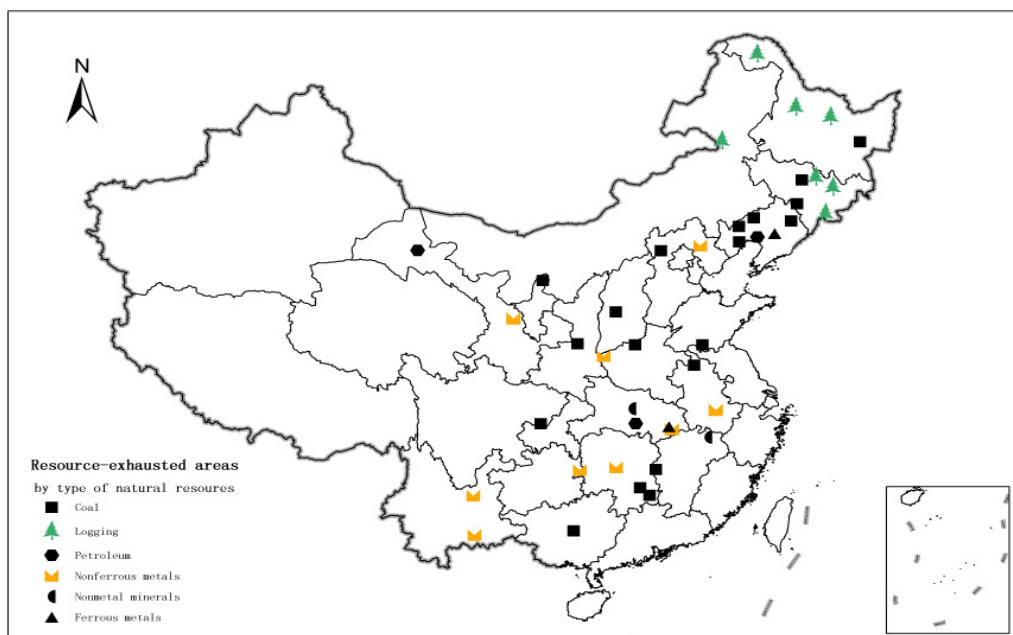 N
Resource-exhausted areas
by type of natural resoures
Coal
Logging
Petroleum
Nonferrous metals
Nonmetal minerals
Ferrous metals